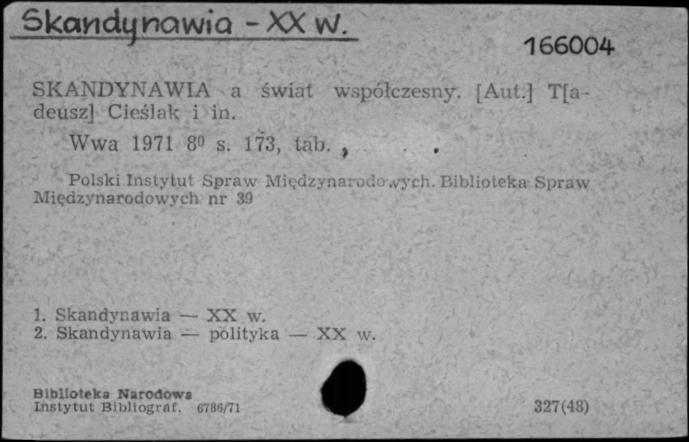 Skandynawia - XX w.
166004
SKANDYNAWIA a świat współczesny. [Aut.] T[a-
deusz] Cieślak i in.
Wwa 1971 8⁰ s. 173, tab.,
Polski Instytut Spraw Międzynarodowych. Biblioteka Spraw
Międzynarodowych nr 39
1. Skandynawia — XX w.
2. Skandynawia — polityka — XX w.
Biblioteka Narodowa
Instytut Bibliograf. 6786/71
327(48)